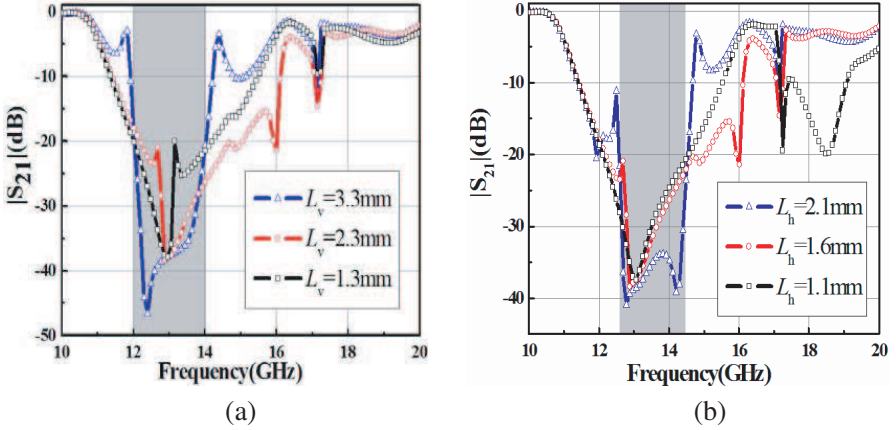 0
-10
-20
-30
-40
-50
|S21|(dB)
Lv=3.3mm
Lv=2.3mm
Lv=1.3mm
10 12 14 16 18 20
Frequency(GHz)
(a)
0
-10
-20
-30
-40
|S21|(dB)
Lh=2.1mm
Lh=1.6mm
Lh=1.1mm
10 12 14 16 18 20
Frequency(GHz)
(b)